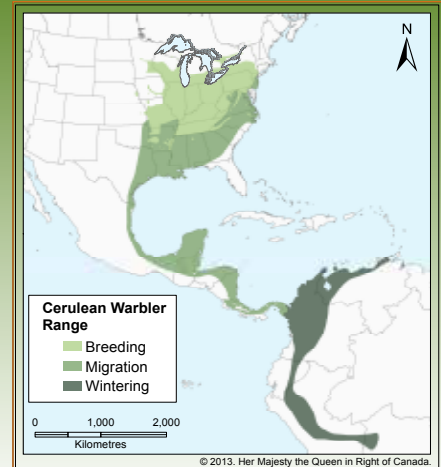 N
Cerulean Warbler
Range
Breeding
Migration
Wintering
0 1,000 2,000
Kilometres
© 2013. Her Majesty the Queen in Right of Canada.